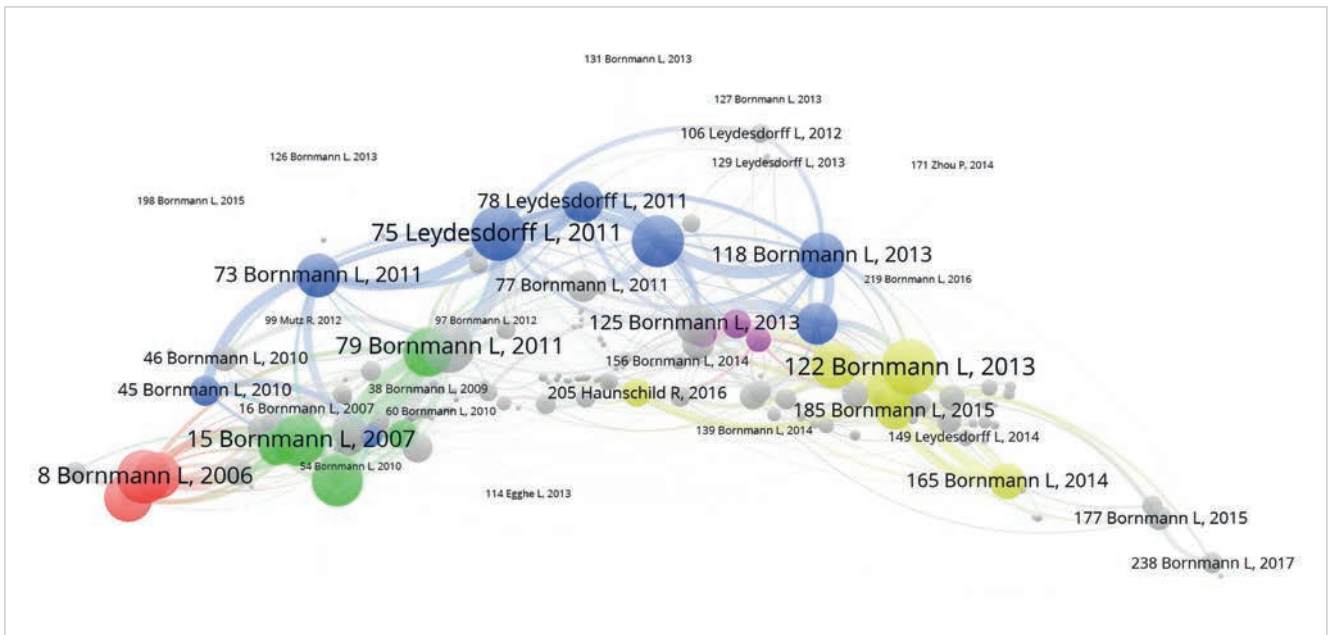 131 Bornmann L, 2013
127 Bornmann L, 2013
106 Leydesdorff L, 2012
126 Bornmann L, 2013
129 Leydesdorff L, 2013
171 Zhou P, 2014
198 Bornmann L, 2015
78 Leydesdorff L, 2011
75 Leydesdorff L, 2011
118 Bornmann L, 2013
73 Bornmann L, 2011
77 Bornmann L, 2011
219 Bornmann L, 2016
99 Mutz R, 2012
97 Bornmann L, 2012
125 Bornmann L, 2013
79 Bornmann L, 2011
46 Bornmann L, 2010
156 Bornmann L, 2014
122 Bornmann L, 2013
45 Bornmann L, 2010
38 Bornmann L, 2009
205 Haunschild R, 2016
16 Bornmann L, 2007
60 Bornmann L, 2010
185 Bornmann L, 2015
15 Bornmann L, 2007
139 Bornmann L, 2014
149 Leydesdorff L, 2014
54 Bornmann L, 2010
8 Bornmann L, 2006
165 Bornmann L, 2014
114 Egghe L, 2013
177 Bornmann L, 2015
238 Bornmann L, 2017